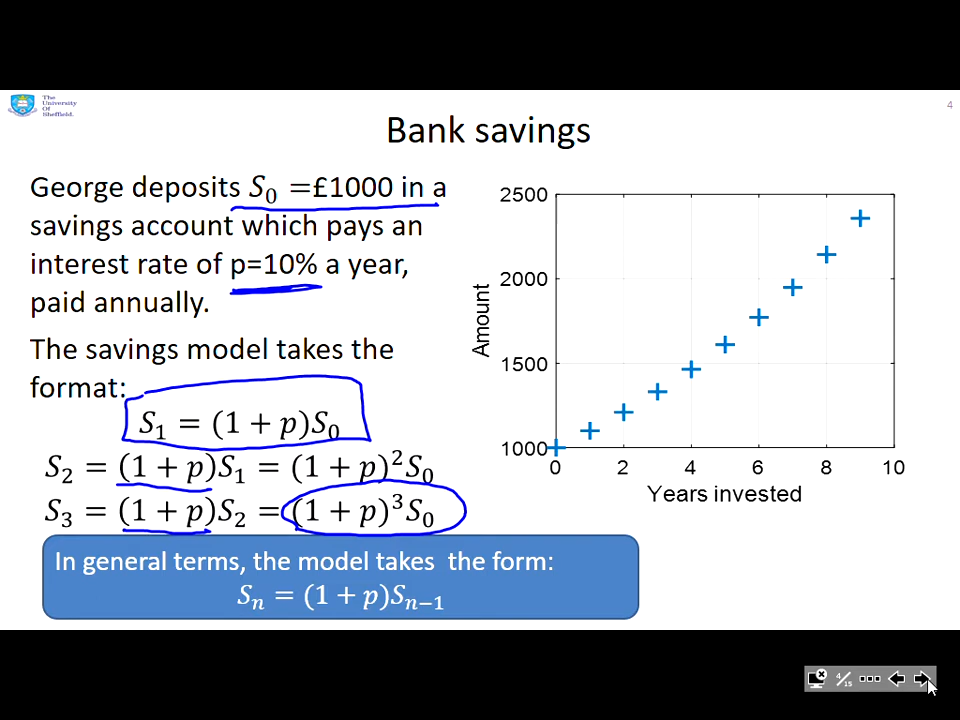 The
University
Of
Sheffield.
4
Bank savings
George deposits S₀ =£1000 in a
savings account which pays an
interest rate of p=10% a year,
paid annually.
The savings model takes the
format:
S₁ = (1 + p)S₀
S₂ = (1 + p)S₁ = (1 + p)²S₀
S₃ = (1 + p)S₂ = (1 + p)³S₀
In general terms, the model takes the form:
Sₙ = (1 + p)Sₙ₋₁
2500
2000
1500
1000
Amount
0 2 4 6 8 10
Years invested
4/15